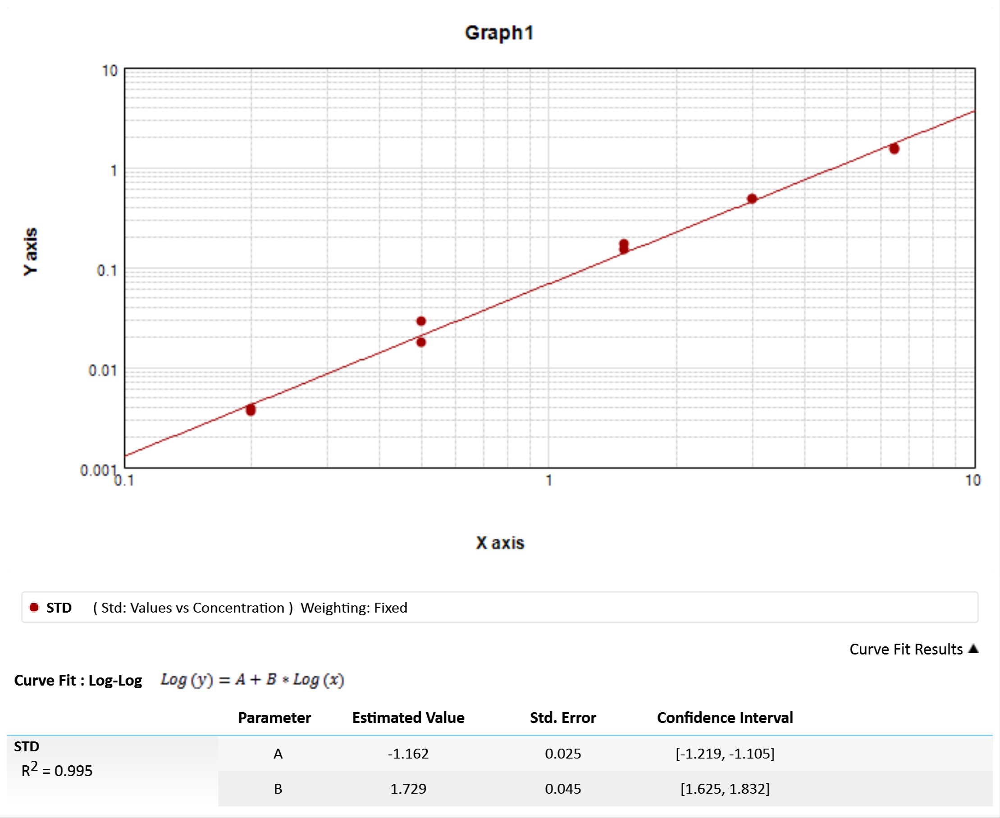 Graph1
10
1
0.1
0.01
0.001
Y axis
0.1 1 10
X axis
STD ( Std: Values vs Concentration ) Weighting: Fixed
Curve Fit Results ▲
Curve Fit : Log-Log Log (y) = A + B * Log (x)
Parameter Estimated Value Std. Error Confidence Interval
STD
R² = 0.995
A -1.162 0.025 [-1.219, -1.105]
B 1.729 0.045 [1.625, 1.832]